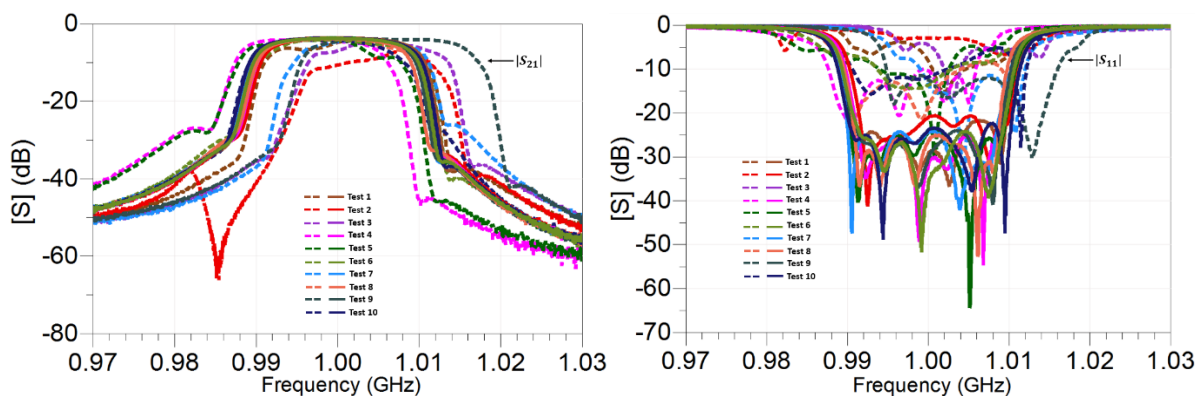 0
-20
-40
-60
-80
[S] (dB)
|S21|
Test 1
Test 2
Test 3
Test 4
Test 5
Test 6
Test 7
Test 8
Test 9
Test 10
0.97 0.98 0.99 1.00 1.01 1.02 1.03
Frequency (GHz)
0
-10
-20
-30
-40
-50
-60
-70
[S] (dB)
|S11|
Test 1
Test 2
Test 3
Test 4
Test 5
Test 6
Test 7
Test 8
Test 9
Test 10
0.97 0.98 0.99 1.00 1.01 1.02 1.03
Frequency (GHz)